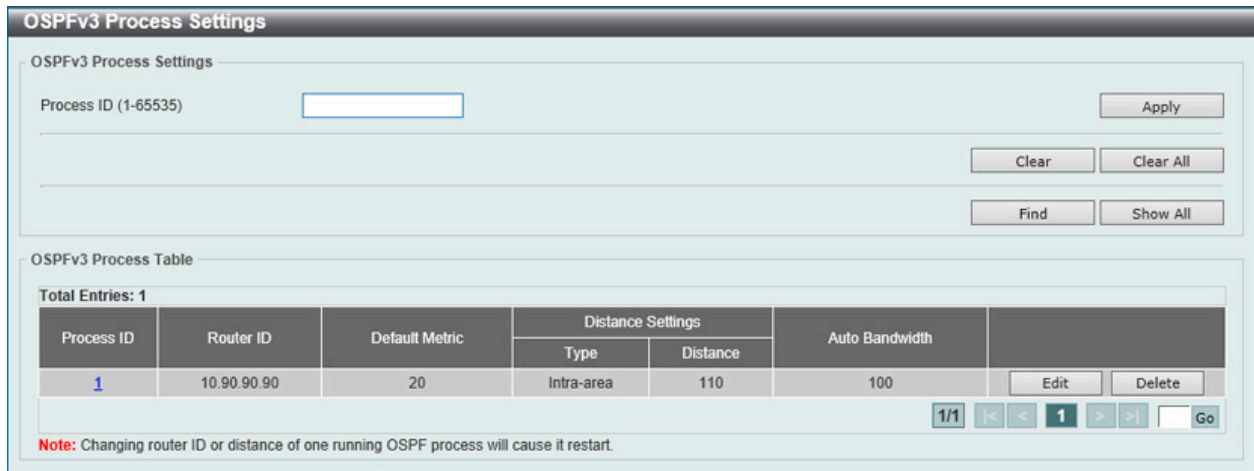 OSPFv3 Process Settings
OSPFv3 Process Settings
Process ID (1-65535)
Apply
Clear Clear All
Find Show All
OSPFv3 Process Table
Total Entries: 1
Process ID Router ID Default Metric Distance Settings Auto Bandwidth
Type Distance
1 10.90.90.90 20 Intra-area 110 100 Edit Delete
1/1 |< < 1 > >| Go
Note: Changing router ID or distance of one running OSPF process will cause it restart.